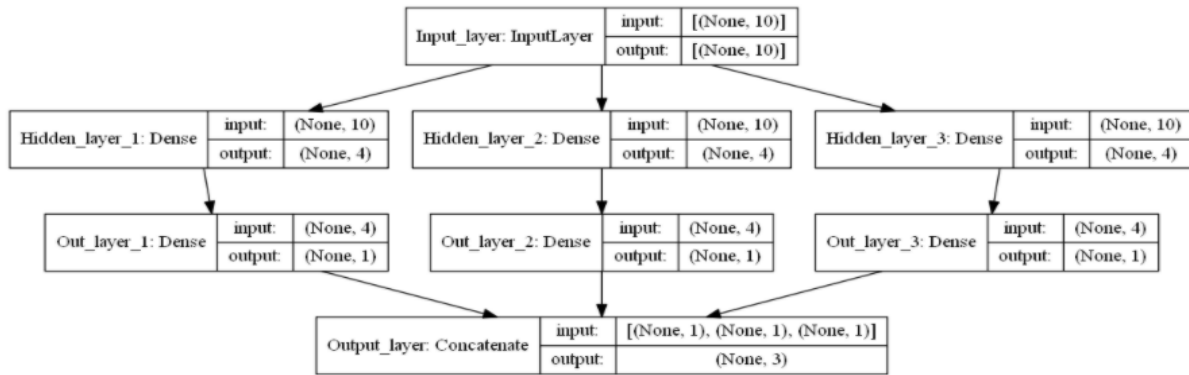 Input_layer: InputLayer
input: [(None, 10)]
output: [(None, 10)]
Hidden_layer_1: Dense
input: (None, 10)
output: (None, 4)
Hidden_layer_2: Dense
input: (None, 10)
output: (None, 4)
Hidden_layer_3: Dense
input: (None, 10)
output: (None, 4)
Out_layer_1: Dense
input: (None, 4)
output: (None, 1)
Out_layer_2: Dense
input: (None, 4)
output: (None, 1)
Out_layer_3: Dense
input: (None, 4)
output: (None, 1)
Output_layer: Concatenate
input: [(None, 1), (None, 1), (None, 1)]
output: (None, 3)